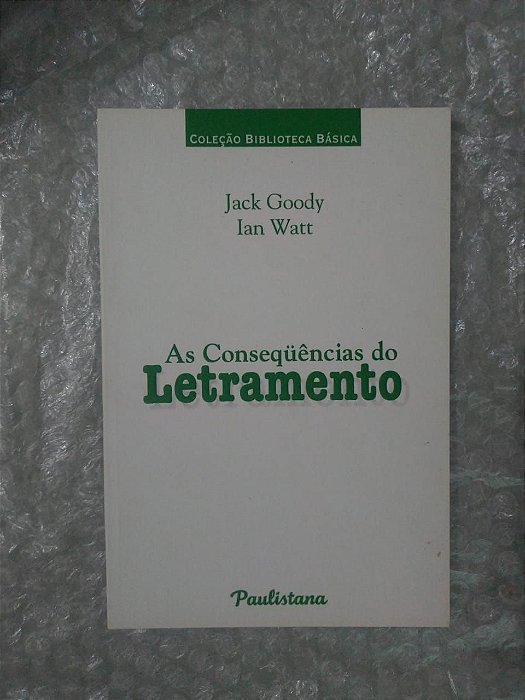 COLEÇÃO BIBLIOTECA BÁSICA
Jack Goody
Ian Watt
As Conseqüências do
Letramento
Paulistana